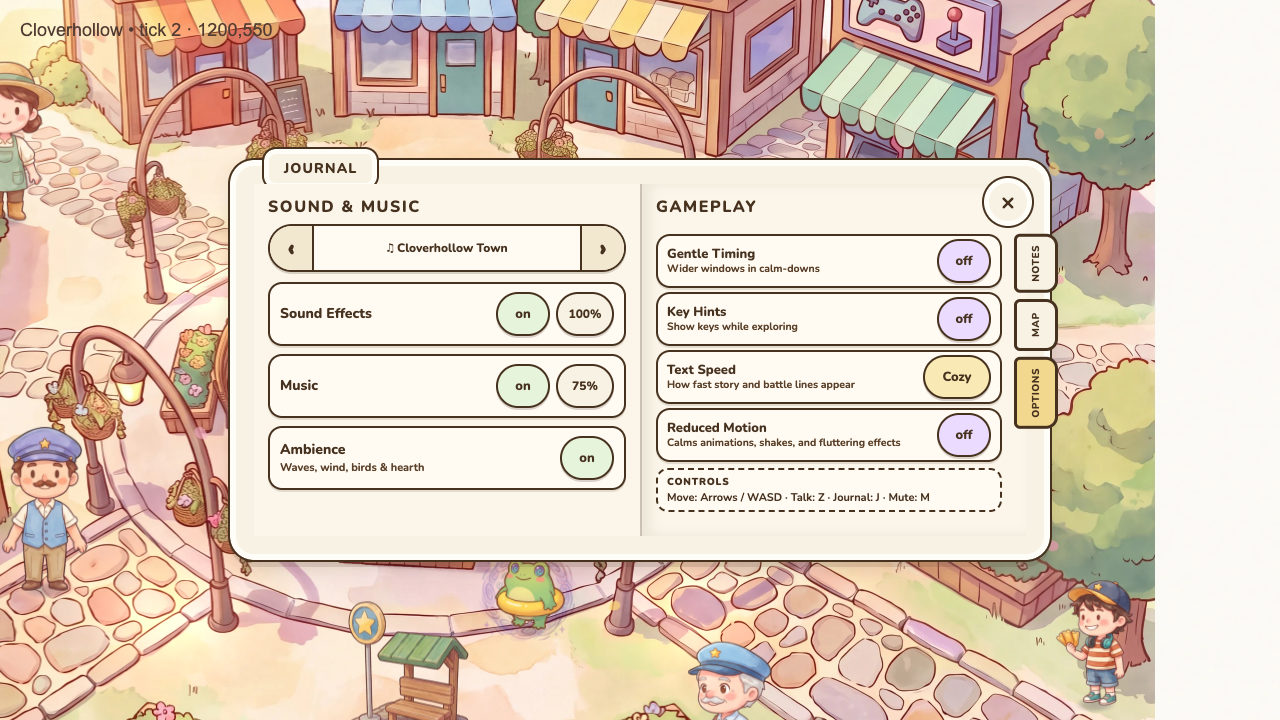 Cloverhollow • tick 2 · 1200,550
JOURNAL
SOUND & MUSIC
‹ ♫ Cloverhollow Town ›
Sound Effects on 100%
Music on 75%
Ambience
Waves, wind, birds & hearth
on
GAMEPLAY
×
Gentle Timing
Wider windows in calm-downs
off
Key Hints
Show keys while exploring
off
Text Speed
How fast story and battle lines appear
Cozy
Reduced Motion
Calms animations, shakes, and fluttering effects
off
CONTROLS
Move: Arrows / WASD · Talk: Z · Journal: J · Mute: M
NOTES
MAP
OPTIONS